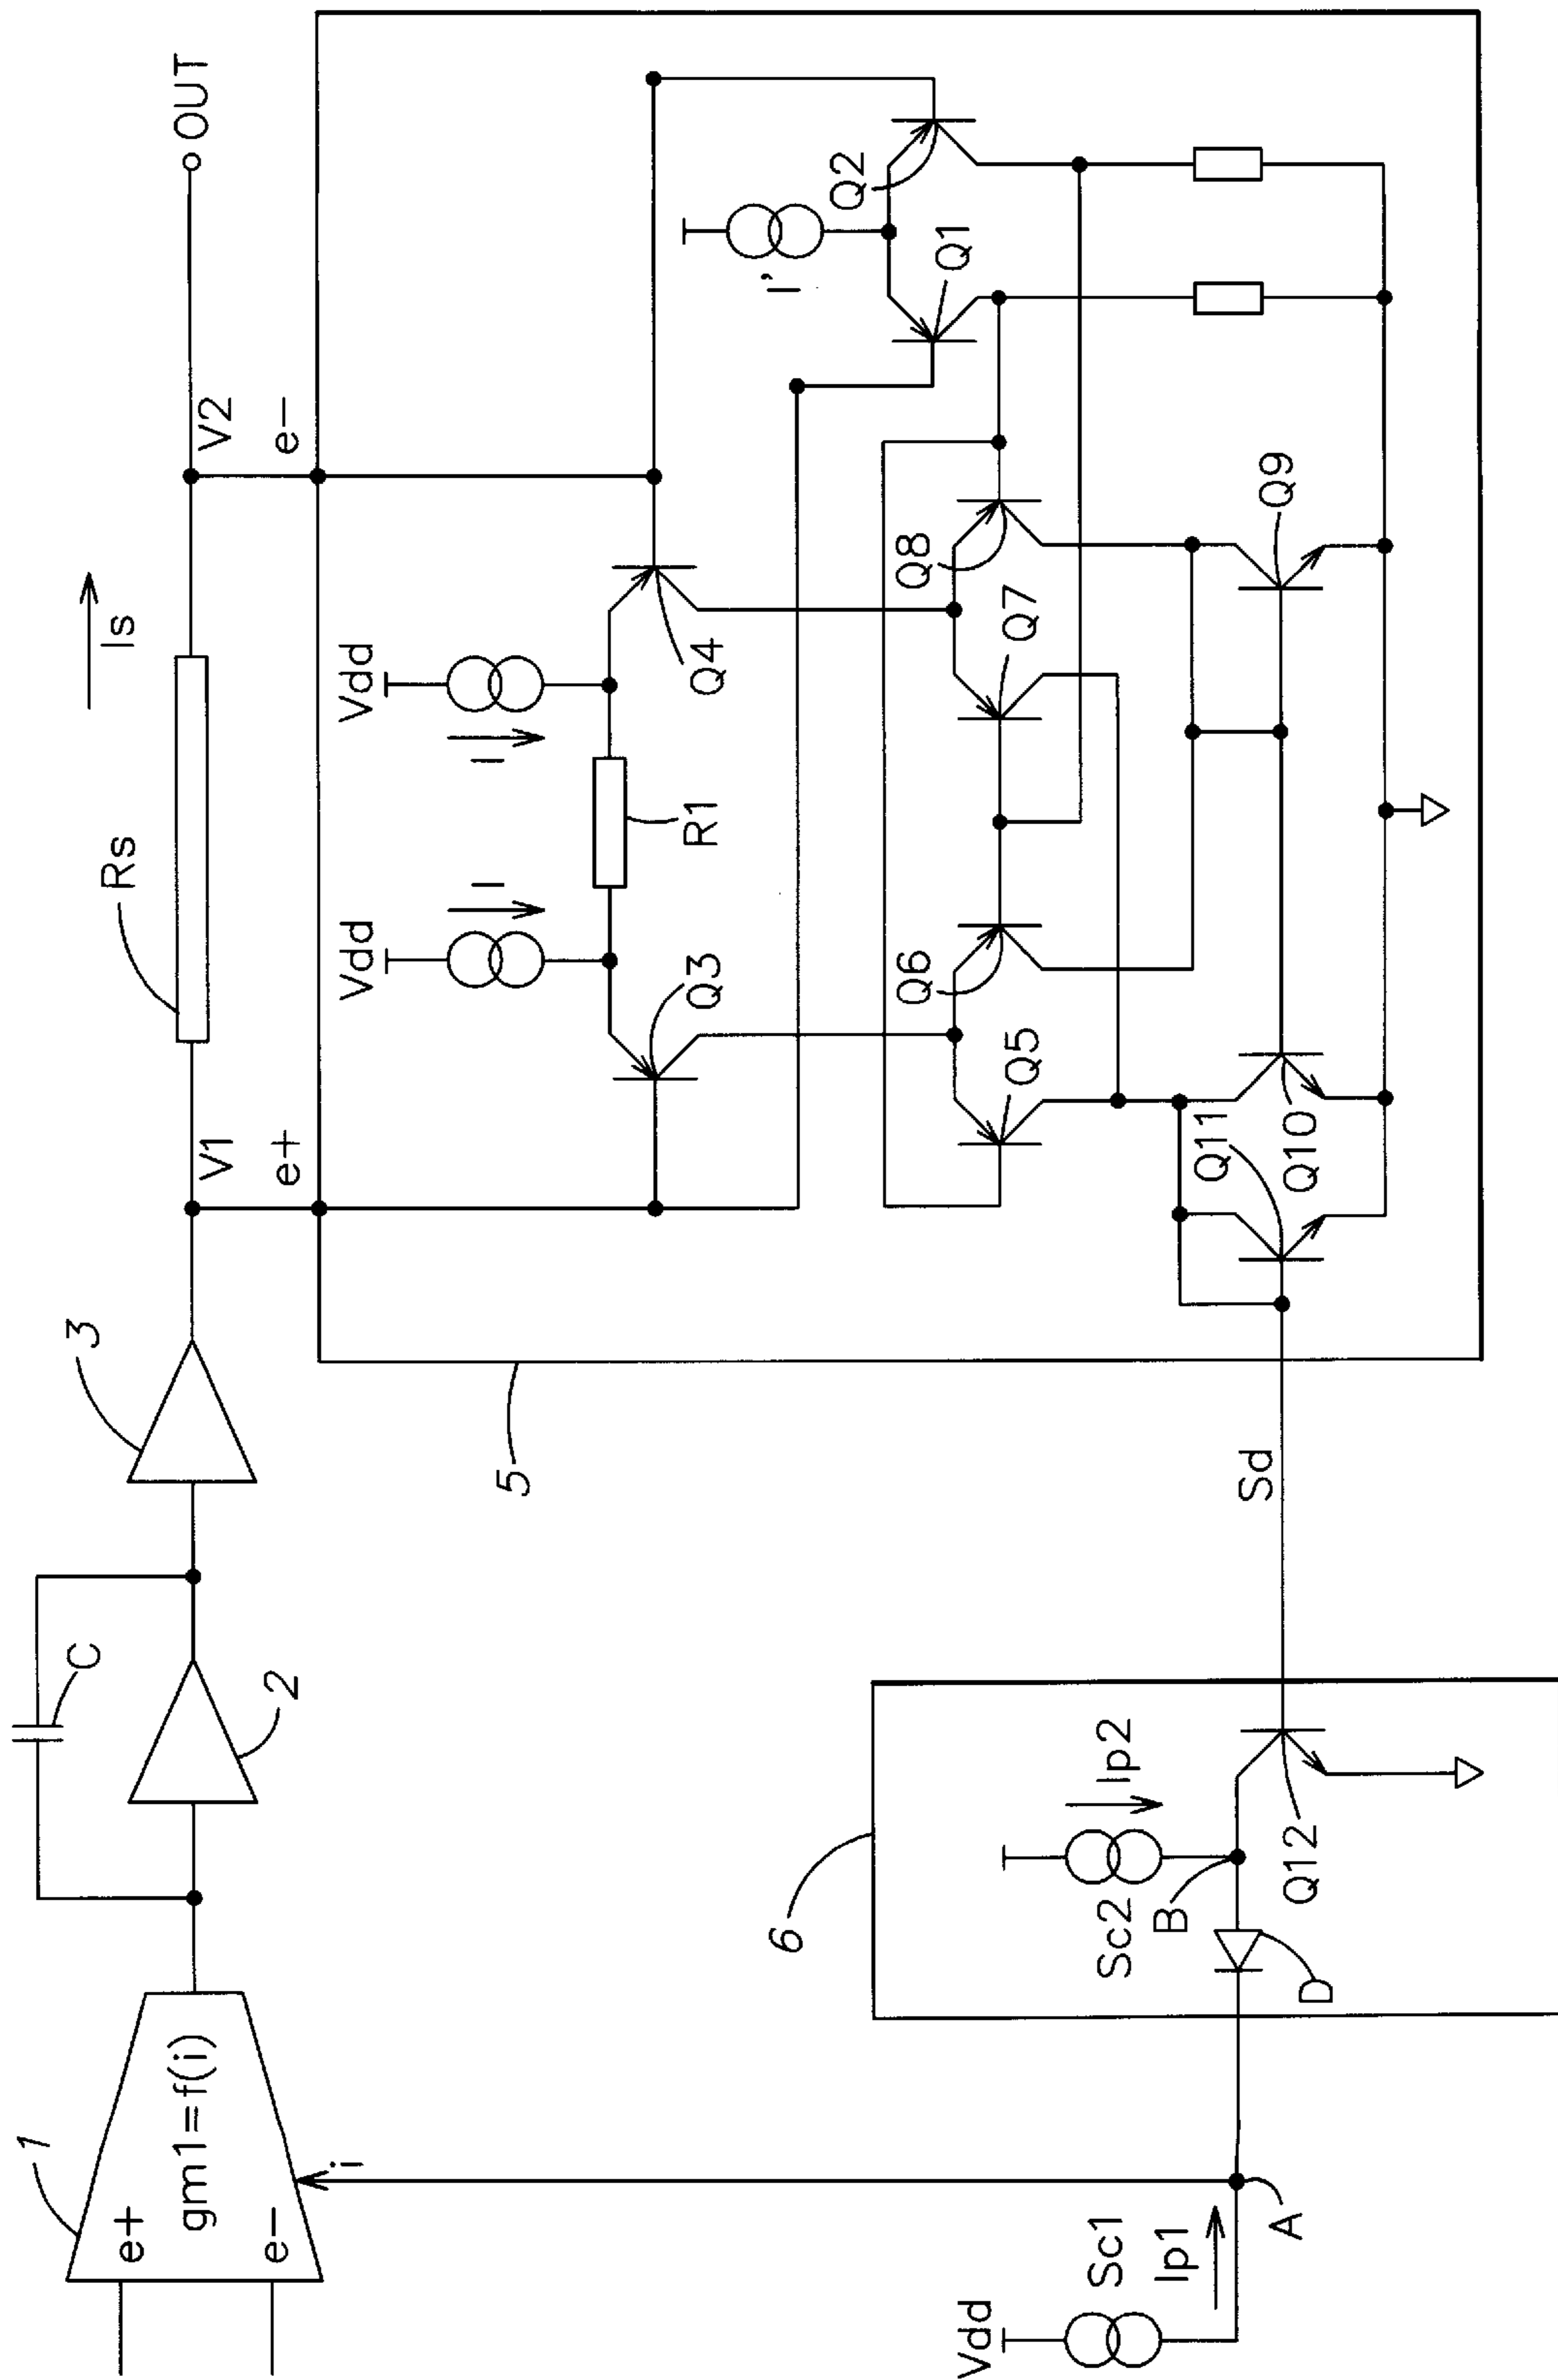 1
e+
gm1=f(i)
e−
i
C
2
3
Rs
Is
V1
V2
OUT
e+
e−
Vdd
Vdd
I
I
Q3
R1
Q4
I'
Q2
Q1
Q6
Q5
Q8
Q7
Q11
Q10
Q9
5
Sd
6
Sc2
Ip2
B
D
Q12
Vdd
Sc1
Ip1
A